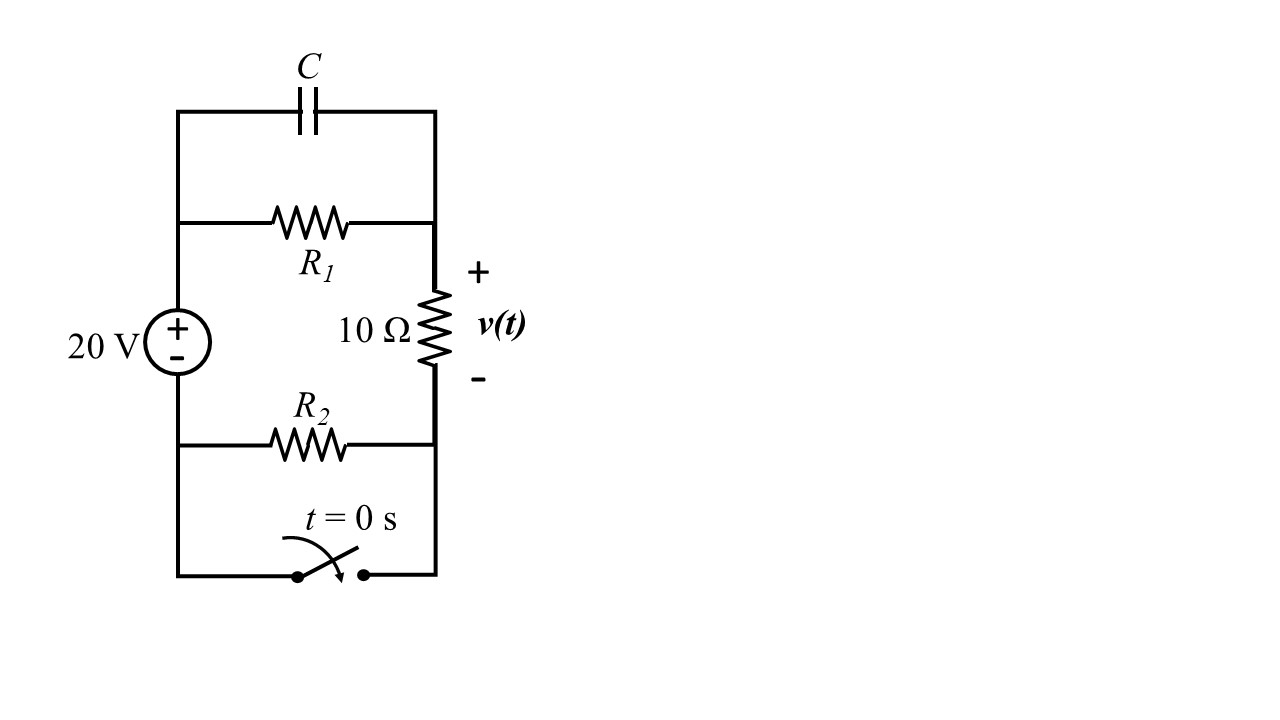 C
R1
+
10 Ω
v(t)
20 V
+
-
-
R2
t = 0 s